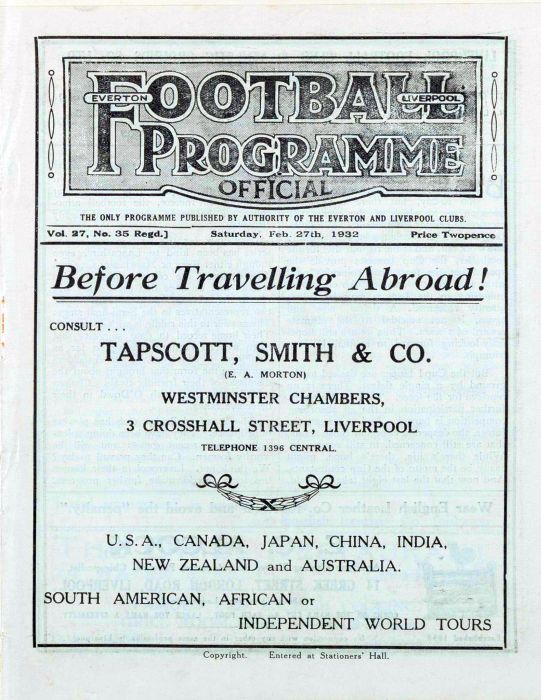 FOOTBALL
EVERTON
LIVERPOOL
PROGRAMME
OFFICIAL
THE ONLY PROGRAMME PUBLISHED BY AUTHORITY OF THE EVERTON AND LIVERPOOL CLUBS.
Vol. 27, No. 35 Regd.] Saturday, Feb. 27th, 1932 Price Twopence
Before Travelling Abroad!
CONSULT . . .
TAPSCOTT, SMITH & CO.
(E. A. MORTON)
WESTMINSTER CHAMBERS,
3 CROSSHALL STREET, LIVERPOOL
TELEPHONE 1396 CENTRAL.
U.S.A., CANADA, JAPAN, CHINA, INDIA,
NEW ZEALAND and AUSTRALIA.
SOUTH AMERICAN, AFRICAN or
INDEPENDENT WORLD TOURS
Copyright. Entered at Stationers' Hall.